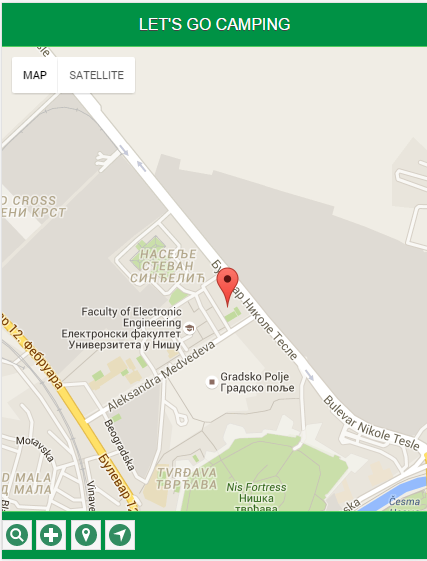 LET'S GO CAMPING
MAP
SATELLITE
O CROSS
ЕНИ КРСТ
НАСЕЉЕ
СТЕВАН
СИНЂЕЛИЋ
Булевар Николе Тесле
Faculty of Electronic
Engineering
Електронски факултет
Универзитета у Нишу
Aleksandra Medvedeva
Gradsko Polje
Градско поље
Bulevar Nikole Tesle
ар 12. Фебруара
Булевар 12.
Beogradska
Moravska
D MALA
Д МАЛА
TVRĐAVA
ТВРЂАВА
Nis Fortress
Нишка
тврђава
Česma